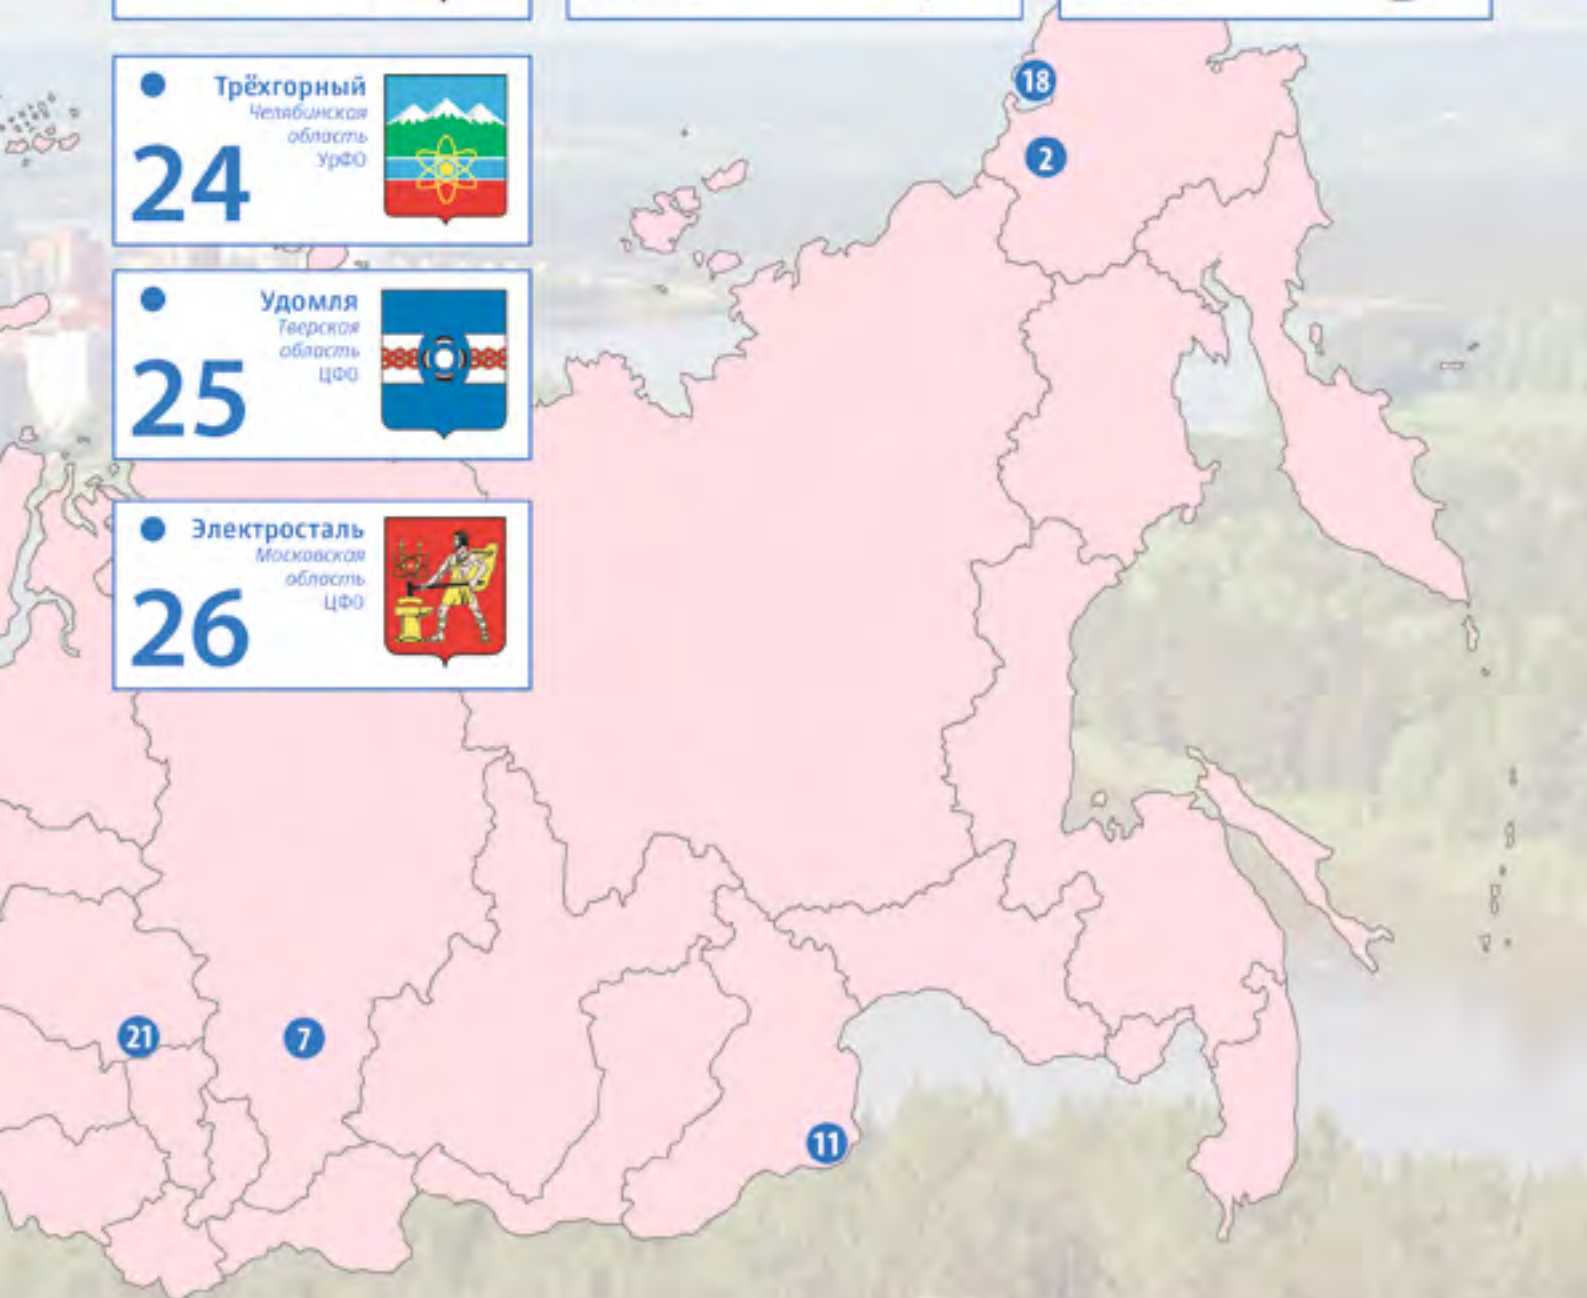 Трёхгорный
Челябинская
область
УрФО
24
Удомля
Тверская
область
ЦФО
25
Электросталь
Московская
область
ЦФО
26
18
2
21
7
11